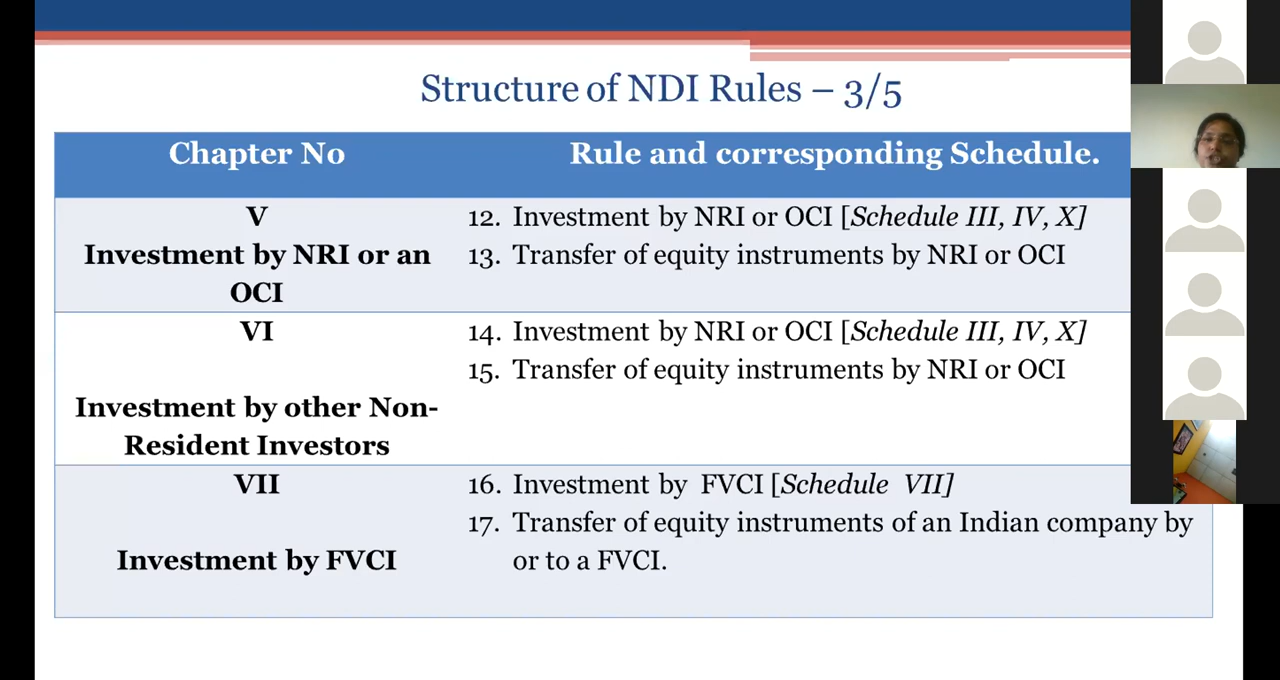 Structure of NDI Rules – 3/5
Chapter No
Rule and corresponding Schedule.
V
Investment by NRI or an
OCI
12. Investment by NRI or OCI [Schedule III, IV, X]
13. Transfer of equity instruments by NRI or OCI
VI
Investment by other Non-
Resident Investors
14. Investment by NRI or OCI [Schedule III, IV, X]
15. Transfer of equity instruments by NRI or OCI
VII
Investment by FVCI
16. Investment by FVCI [Schedule VII]
17. Transfer of equity instruments of an Indian company by
or to a FVCI.